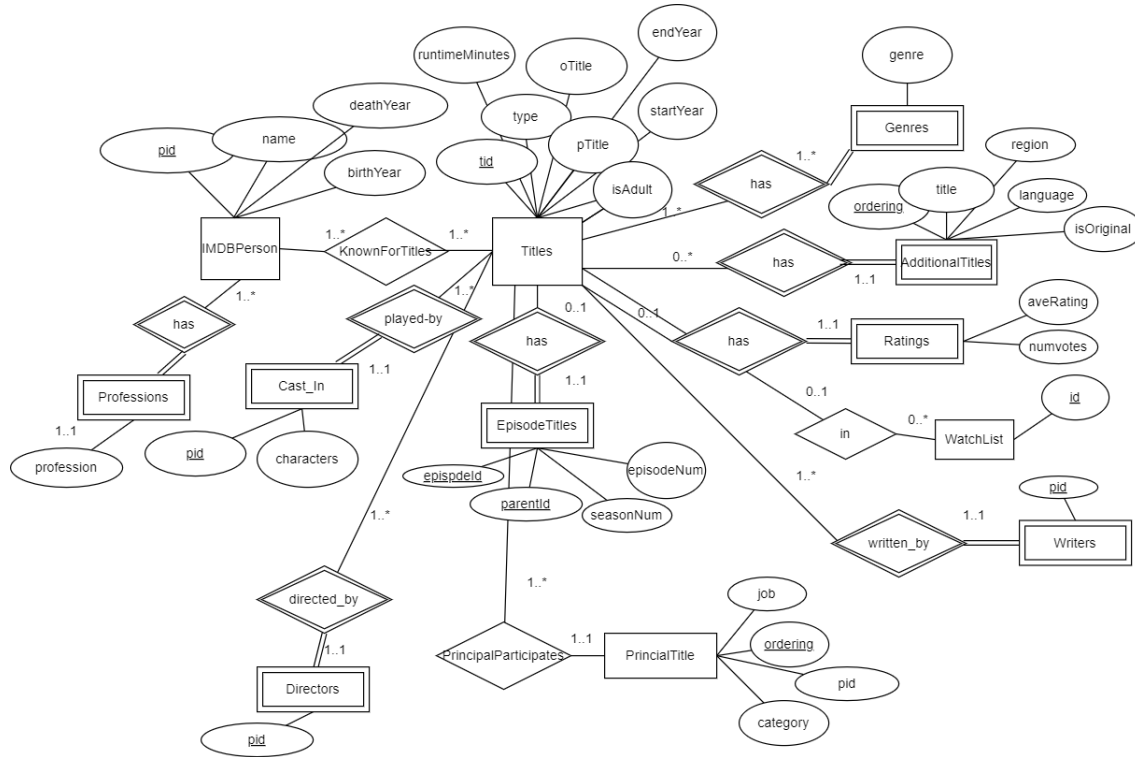 endYear
runtimeMinutes
oTitle
genre
deathYear
type
startYear
Genres
pid
name
pTitle
region
tid
1..*
has
birthYear
isAdult
title
language
ordering
1..*
isOriginal
IMDBPerson
1..*
KnownForTitles
1..*
Titles
0..*
has
AdditionalTitles
1..1
1..*
1..*
aveRating
played-by
0..1
0..1
1..1
has
has
has
Ratings
numvotes
1..1
1..1
Professions
Cast_In
0..1
id
EpisodeTitles
0..*
1..1
in
WatchList
pid
characters
profession
epispdeId
episodeNum
parentId
seasonNum
1..*
pid
1..*
1..1
written_by
Writers
1..*
directed_by
job
1..1
ordering
1..1
PrincipalParticipates
PrincialTitle
pid
Directors
category
pid